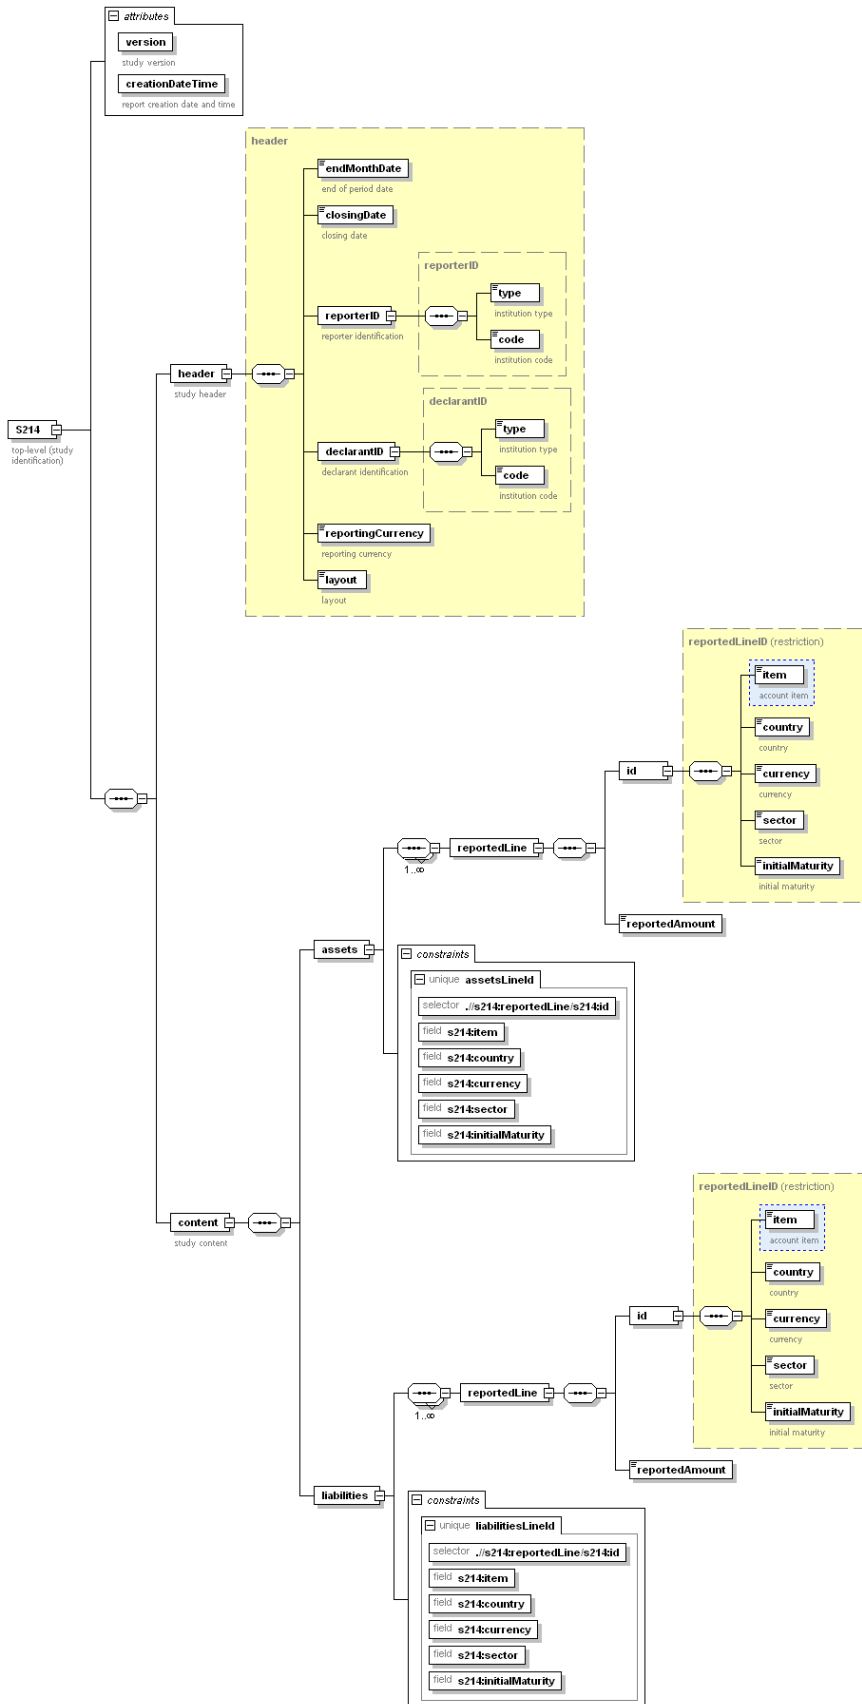 attributes
version
study version
creationDateTime
report creation date and time
header
endMonthDate
end of period date
closingDate
closing date
reporterID
type
institution type
reporterID
reporter identification
code
institution code
header
study header
declarantID
type
institution type
declarantID
declarant identification
code
institution code
S214
top-level (study
identification)
reportingCurrency
reporting currency
layout
layout
reportedLineID (restriction)
item
account item
country
country
id
currency
currency
sector
sector
reportedLine
1..∞
initialMaturity
initial maturity
reportedAmount
assets
constraints
unique assetsLineId
selector .//s214:reportedLine/s214:id
field s214:item
field s214:country
field s214:currency
field s214:sector
field s214:initialMaturity
reportedLineID (restriction)
content
study content
item
account item
country
country
id
currency
currency
sector
sector
reportedLine
1..∞
initialMaturity
initial maturity
reportedAmount
liabilities
constraints
unique liabilitiesLineId
selector .//s214:reportedLine/s214:id
field s214:item
field s214:country
field s214:currency
field s214:sector
field s214:initialMaturity